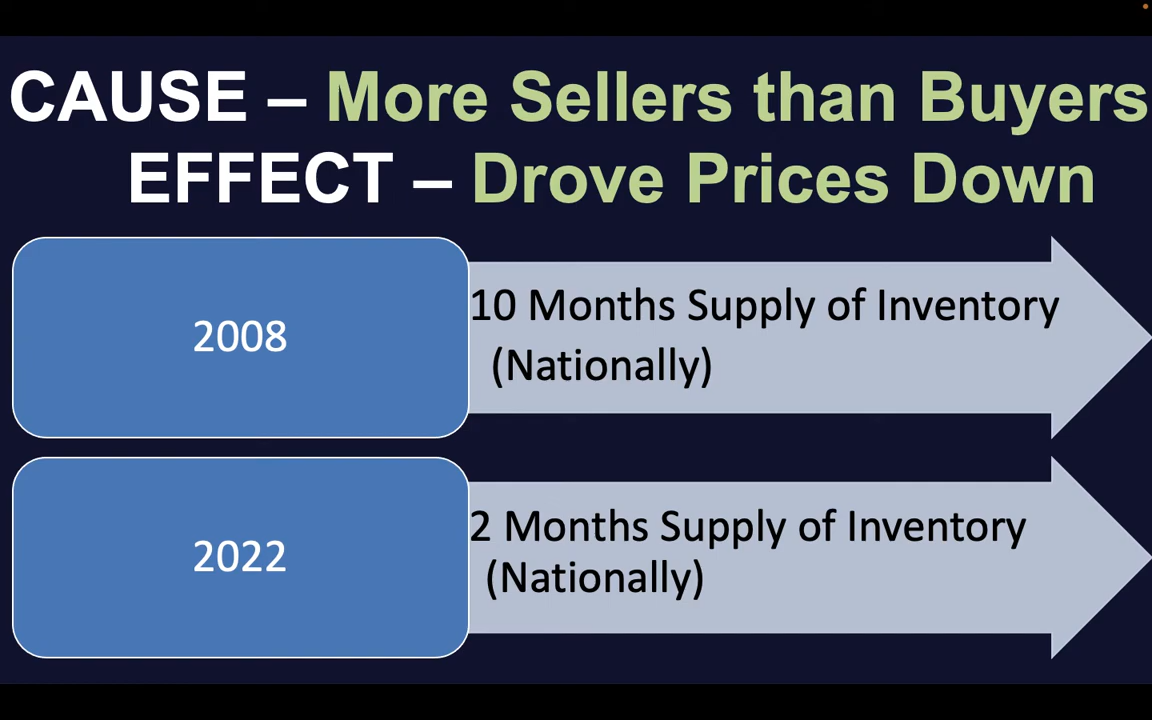 CAUSE – More Sellers than Buyers
EFFECT – Drove Prices Down
2008
10 Months Supply of Inventory
(Nationally)
2022
2 Months Supply of Inventory
(Nationally)